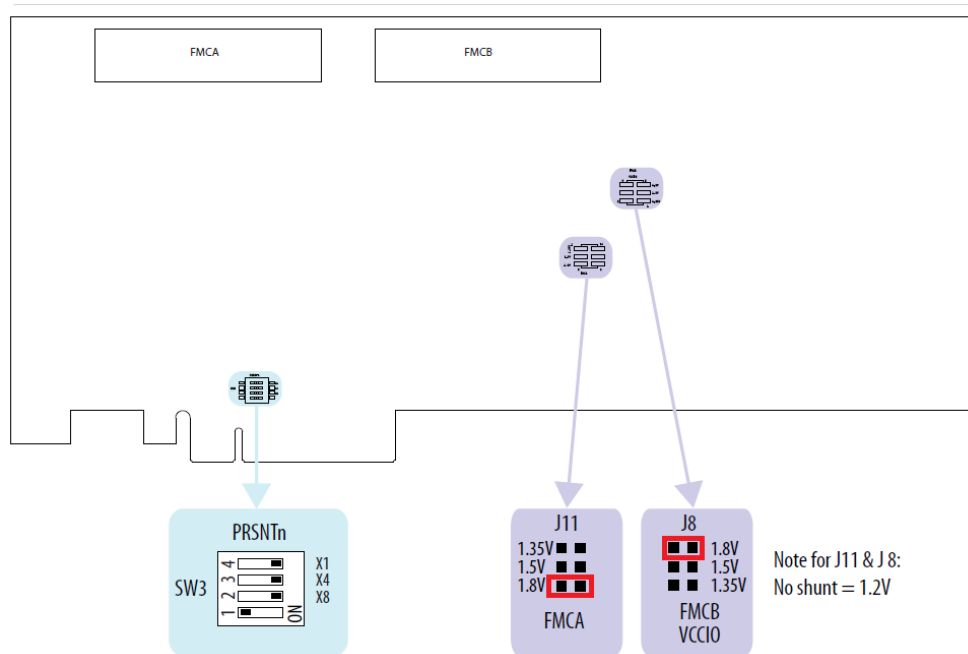 FMCA
FMCB
PRSNTn
SW3
4
3
2
1
X1
X4
X8
ON
J11
1.35V
1.5V
1.8V
FMCA
J8
1.8V
1.5V
1.35V
FMCB
VCCIO
Note for J11 & J 8:
No shunt = 1.2V